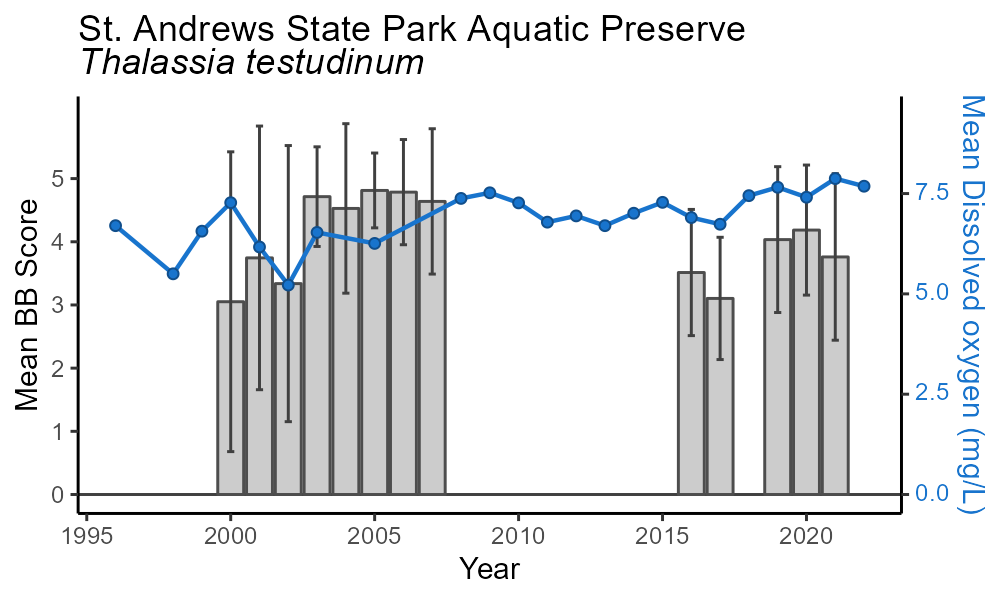 St. Andrews State Park Aquatic Preserve
Thalassia testudinum
Mean BB Score
5
4
3
2
1
0
Mean Dissolved oxygen (mg/L)
7.5
5.0
2.5
0.0
1995 2000 2005 2010 2015 2020
Year